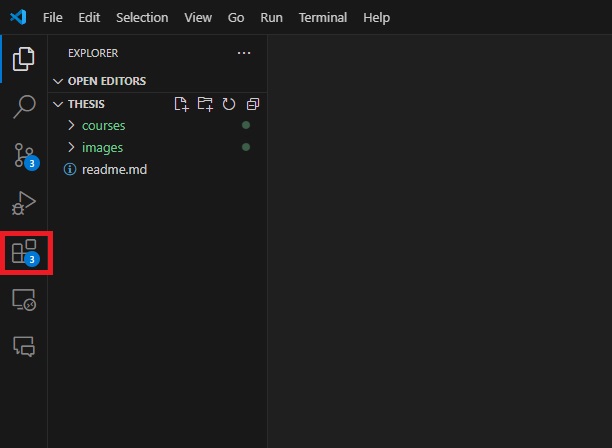 File Edit Selection View Go Run Terminal Help
EXPLORER
OPEN EDITORS
THESIS
courses
images
readme.md
3
3